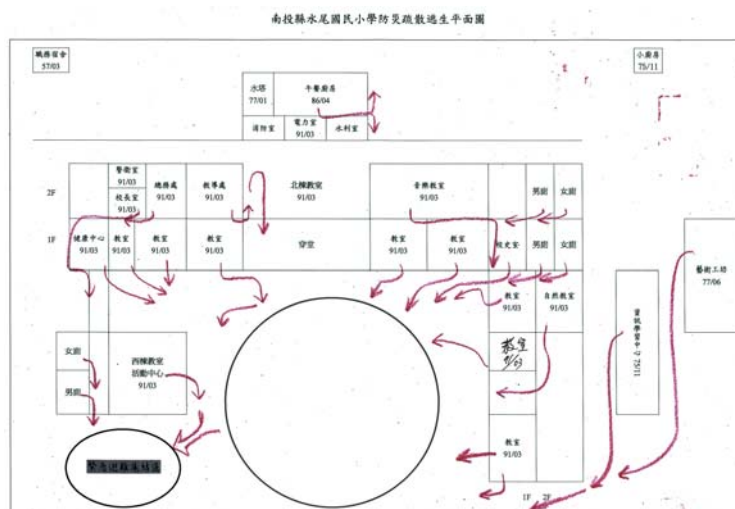 南投縣水尾國民小學防災疏散逃生平面圖
職務宿舍
57/03
小廚房
75/11
水塔
77/01
午餐廚房
86/04
消防室
電力室
91/03
水利室
2F
警衛室
91/03
校長室
91/03
總務處
91/03
教導處
91/03
北棟教室
91/03
音樂教室
91/03
男廁
女廁
1F
健康中心
91/03
教室
91/03
教室
91/03
教室
91/03
穿堂
教室
91/03
教室
91/03
校史室
男廁
女廁
藝術工坊
77/06
資訊學習中心 75/11
教室
91/03
自然教室
91/03
教室
91/03
女廁
男廁
西棟教室
活動中心
91/03
教室
91/03
緊急避難集結區
1F 2F